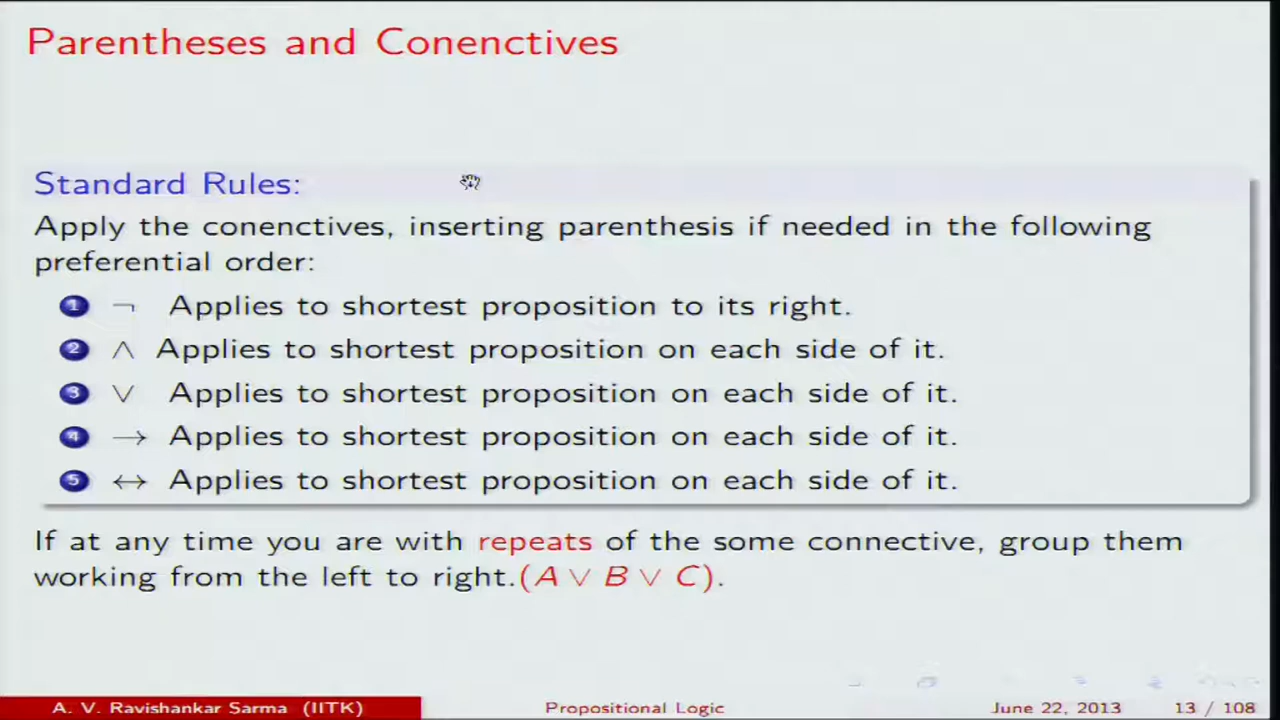 Parentheses and Conenctives
Standard Rules:
Apply the conenctives, inserting parenthesis if needed in the following
preferential order:
1 ¬ Applies to shortest proposition to its right.
2 ∧ Applies to shortest proposition on each side of it.
3 ∨ Applies to shortest proposition on each side of it.
4 → Applies to shortest proposition on each side of it.
5 ↔ Applies to shortest proposition on each side of it.
If at any time you are with repeats of the some connective, group them
working from the left to right.(A ∨ B ∨ C).
A. V. Ravishankar Sarma (IITK) Propositional Logic June 22, 2013 13 / 108